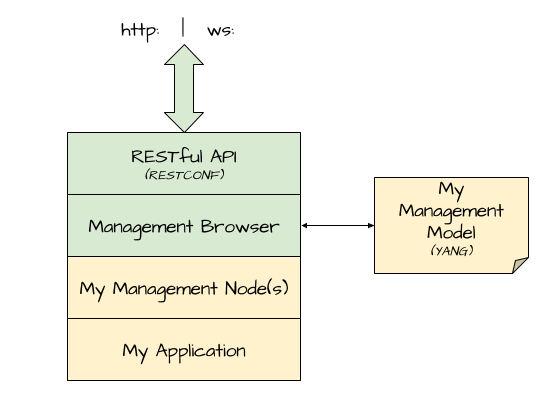 http: | ws:
RESTful API
(RESTCONF)
Management Browser
My
Management
Model
(YANG)
My Management Node(s)
My Application